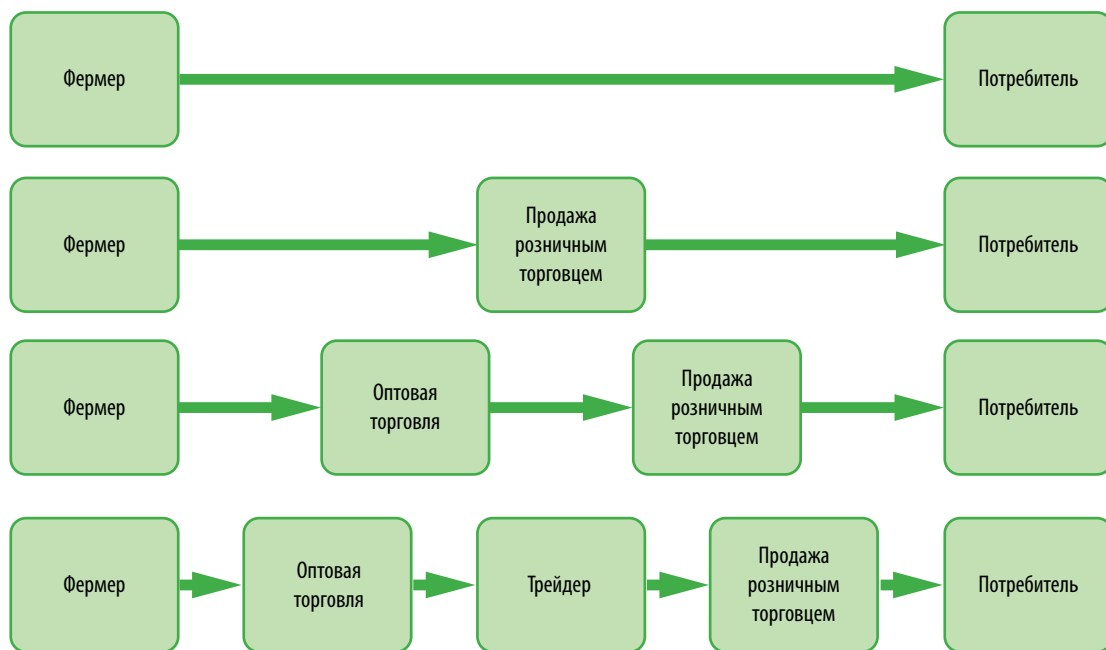 Фермер
Потребитель
Фермер
Продажа
розничным
торговцем
Потребитель
Фермер
Оптовая
торговля
Продажа
розничным
торговцем
Потребитель
Фермер
Оптовая
торговля
Трейдер
Продажа
розничным
торговцем
Потребитель